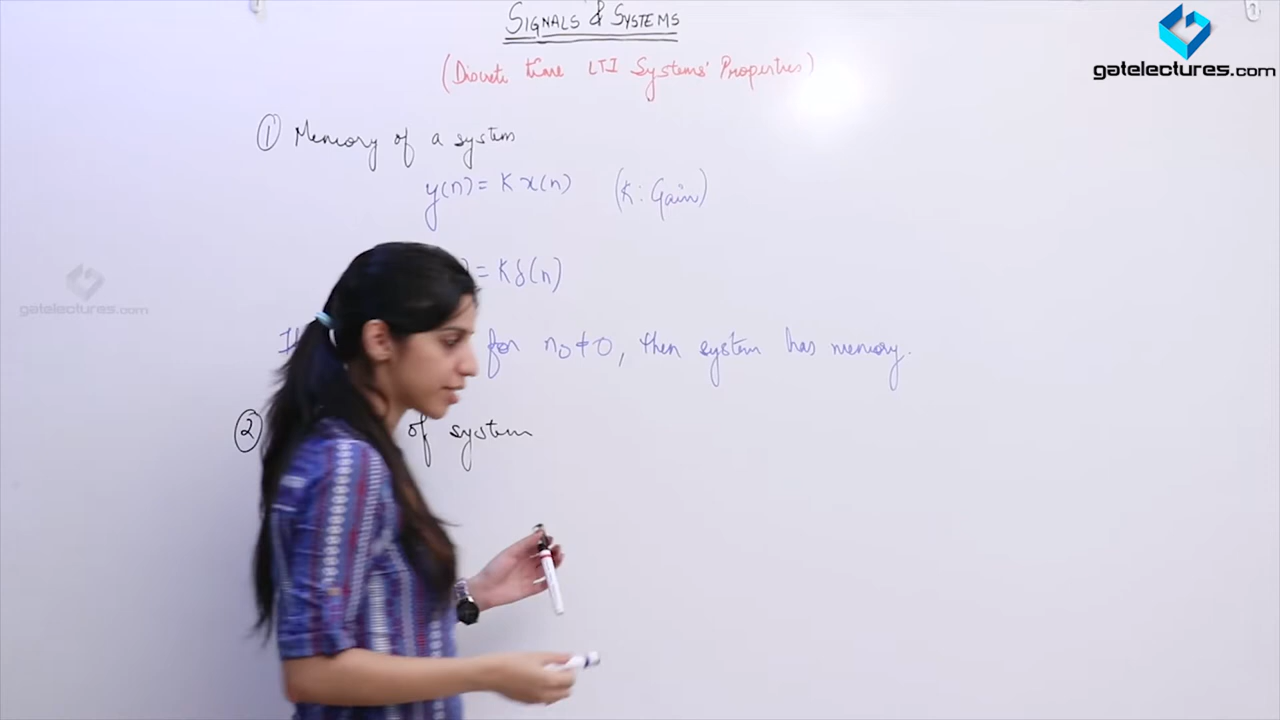 SIGNALS & SYSTEMS
gatelectures.com
(Discrete time LTI Systems' Properties)
① Memory of a system
y(n) = K x(n) (K: Gain)
) = K δ(n)
gatelectures.com
for n₀ ≠ 0, then system has memory.
② of system